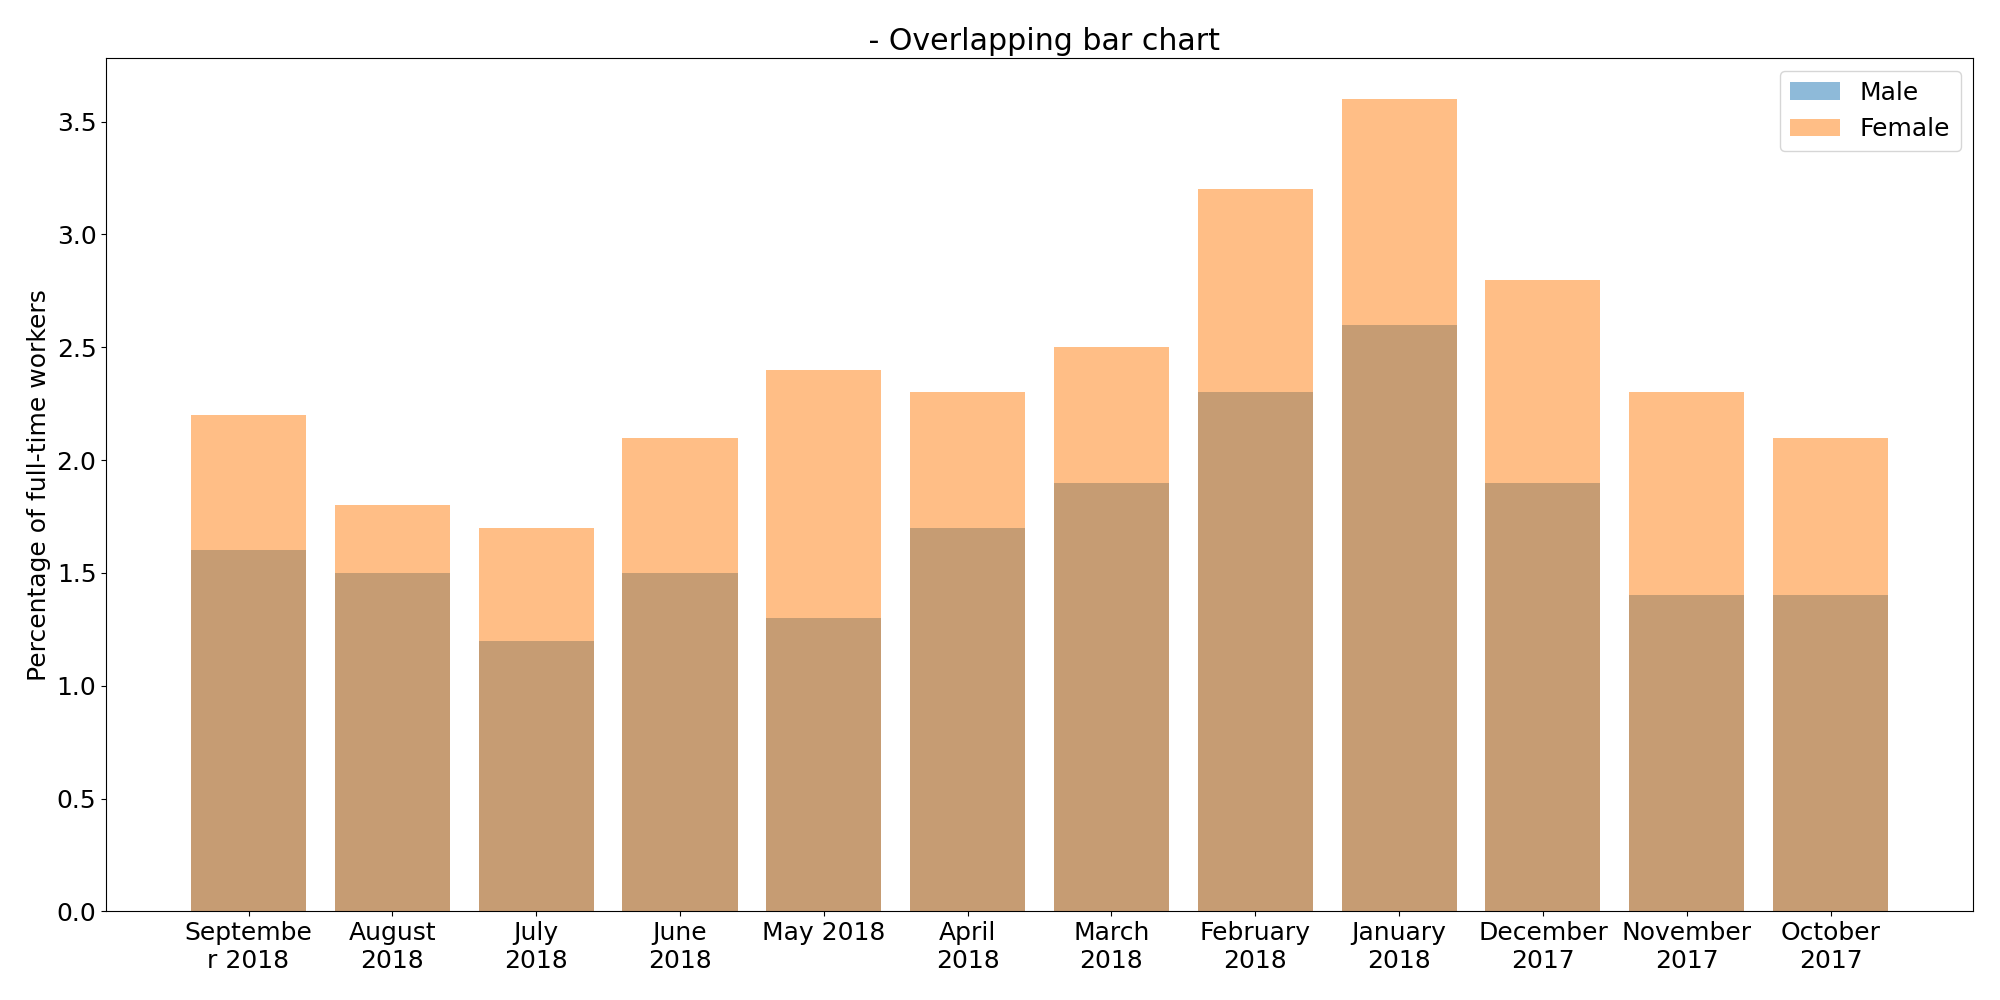 - Overlapping bar chart
Male
Female
Percentage of full-time workers
3.5
3.0
2.5
2.0
1.5
1.0
0.5
0.0
Septembe
r 2018
August
2018
July
2018
June
2018
May 2018
April
2018
March
2018
February
2018
January
2018
December
2017
November
2017
October
2017